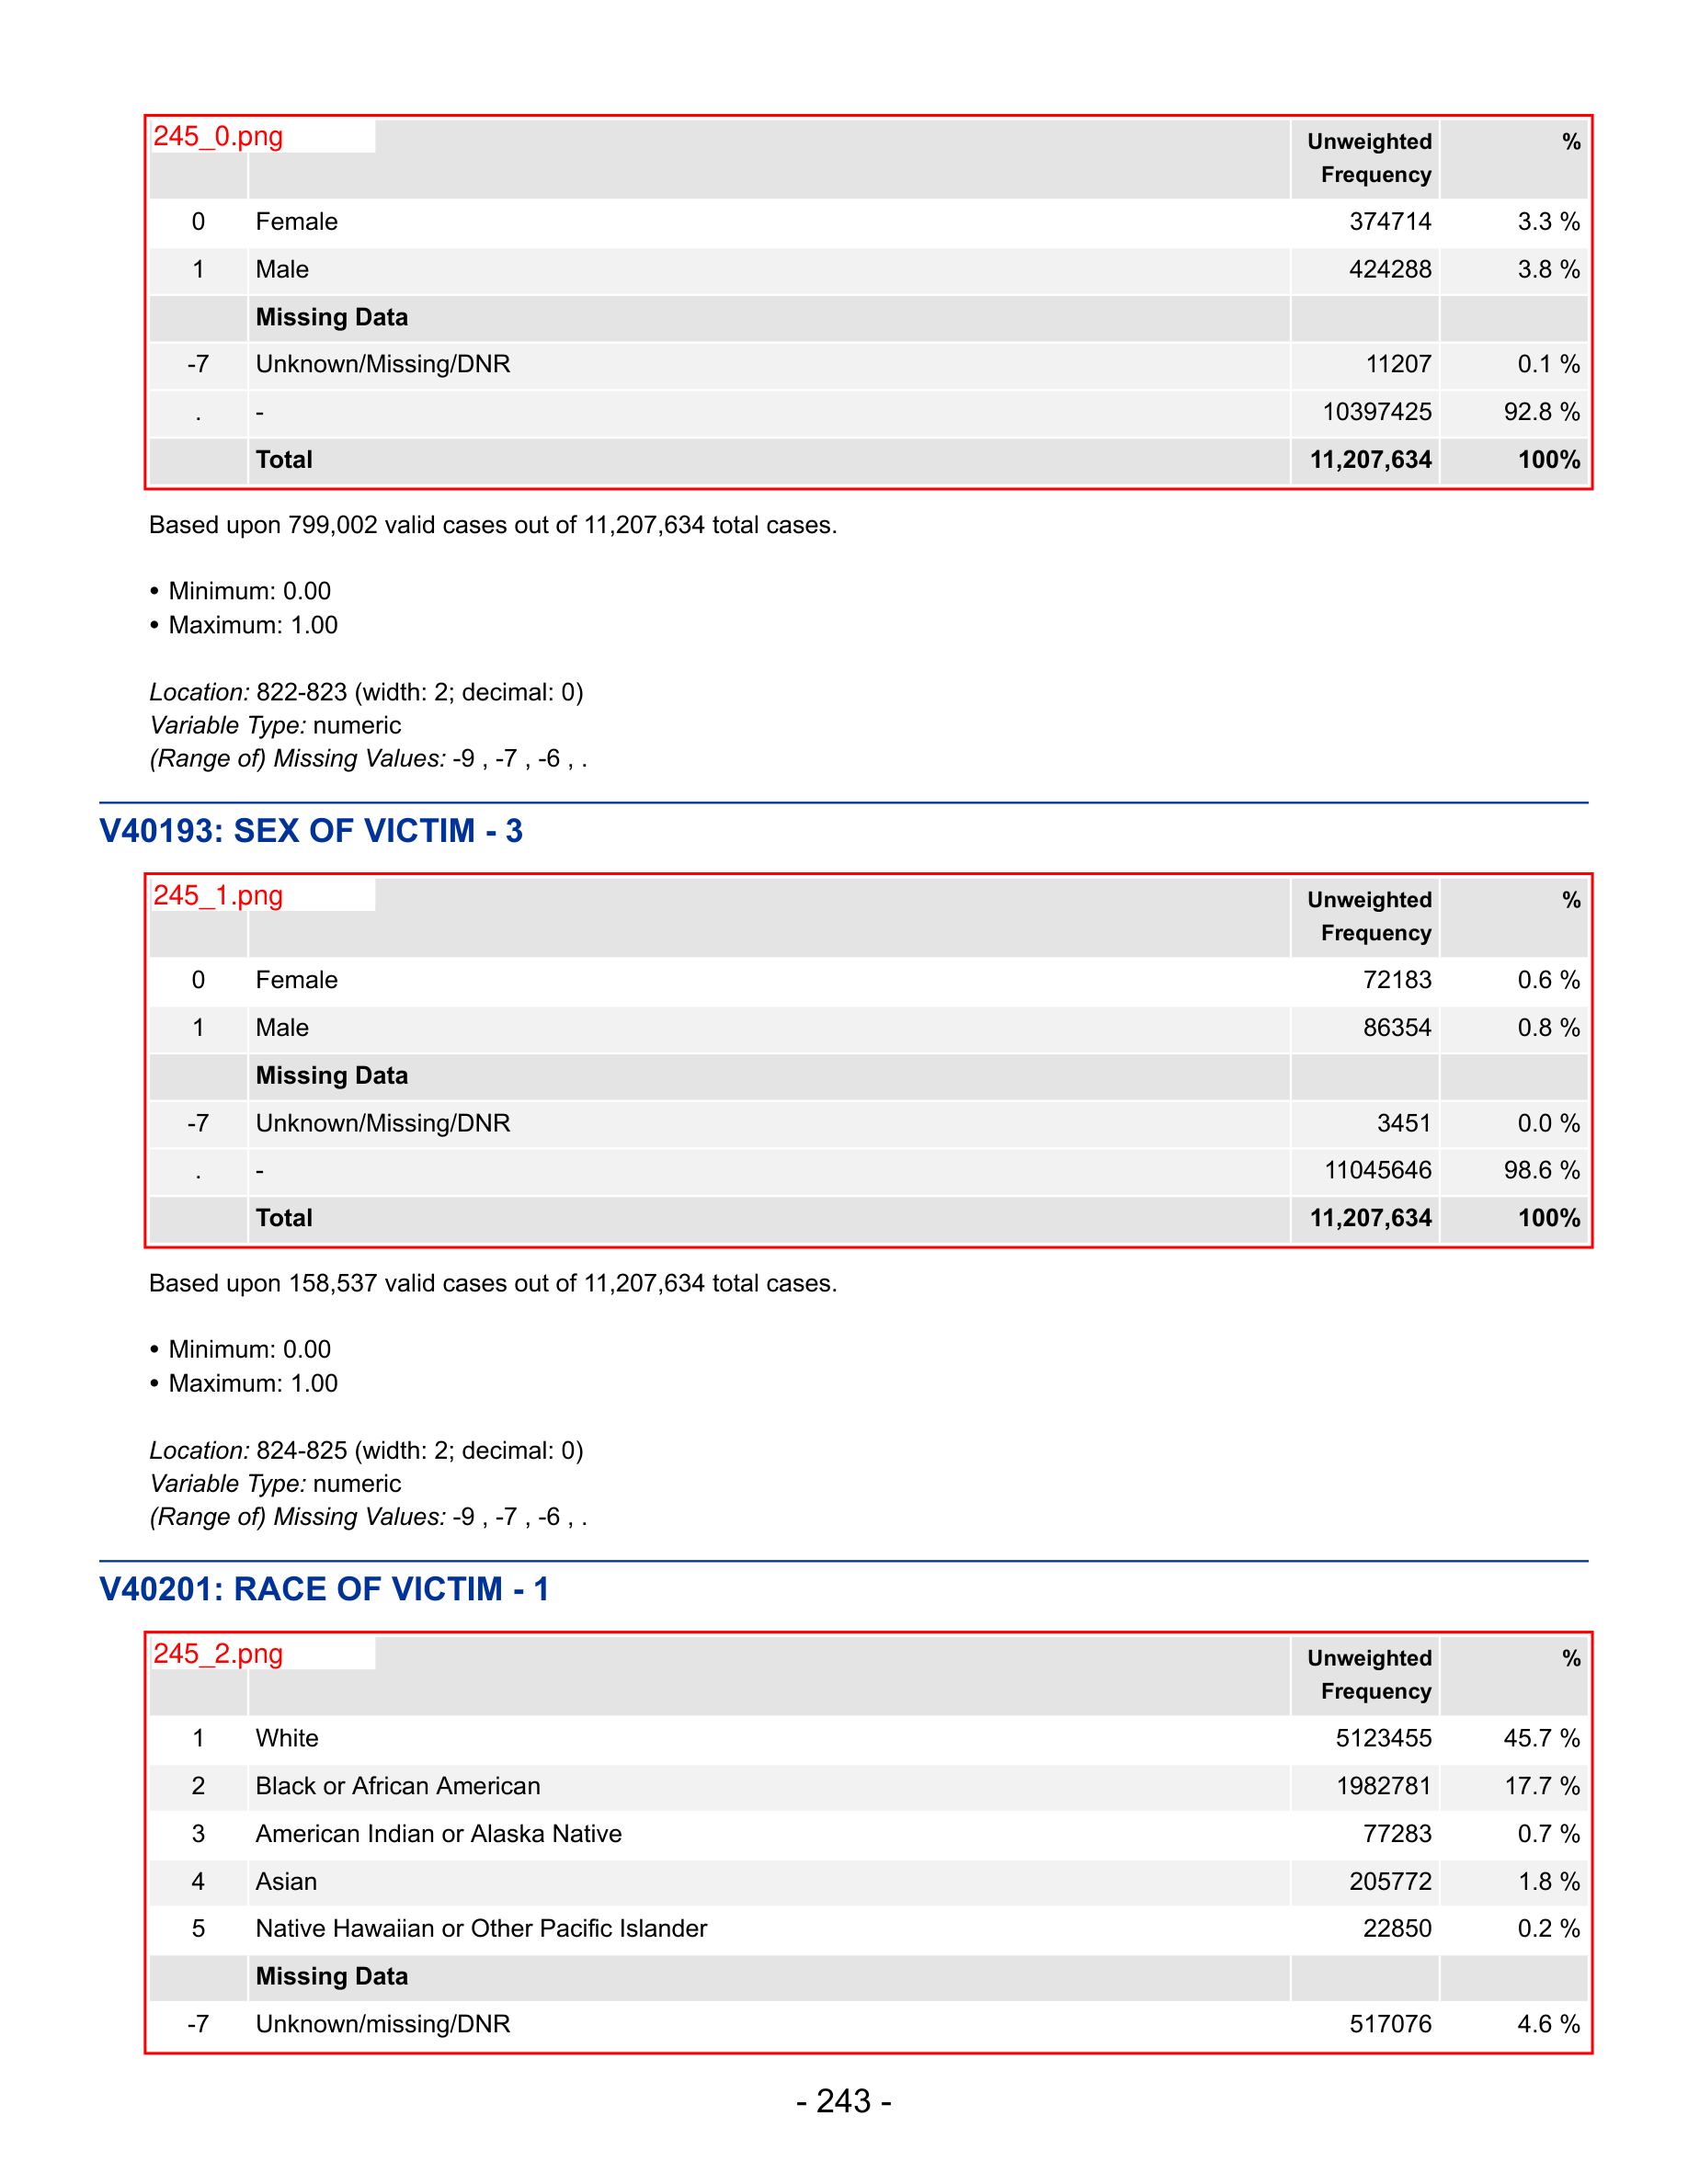 245_0.png Unweighted Frequency %
0 Female 374714 3.3 %
1 Male 424288 3.8 %
Missing Data
-7 Unknown/Missing/DNR 11207 0.1 %
. - 10397425 92.8 %
Total 11,207,634 100%
Based upon 799,002 valid cases out of 11,207,634 total cases.
• Minimum: 0.00
• Maximum: 1.00
Location: 822-823 (width: 2; decimal: 0)
Variable Type: numeric
(Range of) Missing Values: -9 , -7 , -6 , .
V40193: SEX OF VICTIM - 3
245_1.png Unweighted Frequency %
0 Female 72183 0.6 %
1 Male 86354 0.8 %
Missing Data
-7 Unknown/Missing/DNR 3451 0.0 %
. - 11045646 98.6 %
Total 11,207,634 100%
Based upon 158,537 valid cases out of 11,207,634 total cases.
• Minimum: 0.00
• Maximum: 1.00
Location: 824-825 (width: 2; decimal: 0)
Variable Type: numeric
(Range of) Missing Values: -9 , -7 , -6 , .
V40201: RACE OF VICTIM - 1
245_2.png Unweighted Frequency %
1 White 5123455 45.7 %
2 Black or African American 1982781 17.7 %
3 American Indian or Alaska Native 77283 0.7 %
4 Asian 205772 1.8 %
5 Native Hawaiian or Other Pacific Islander 22850 0.2 %
Missing Data
-7 Unknown/missing/DNR 517076 4.6 %
- 243 -